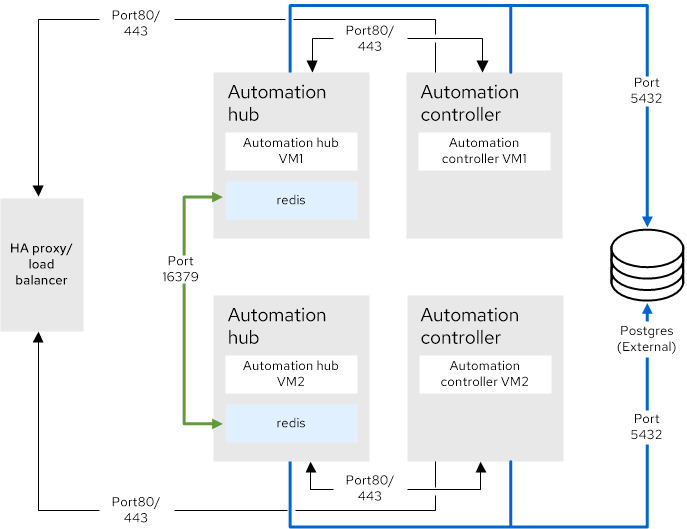 Port80/
443
Port80/
443
Automation
hub
Automation hub
VM1
redis
Automation
controller
Automation
controller VM1
Port
5432
HA proxy/
load
balancer
Port
16379
Postgres
(External)
Automation
hub
Automation hub
VM2
redis
Automation
controller
Automation
controller VM2
Port
5432
Port80/
443
Port80/
443